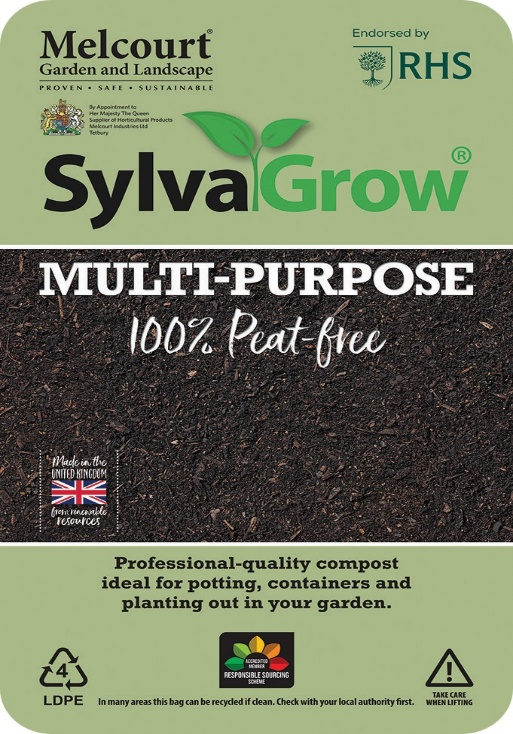 Melcourt®
Garden and Landscape
PROVEN • SAFE • SUSTAINABLE
Endorsed by
RHS
By Appointment to
Her Majesty The Queen
Supplier of Horticultural Products
Melcourt Industries Ltd
Tetbury
SylvaGrow®
MULTI-PURPOSE
100% Peat-free
Made in the
UNITED KINGDOM
from renewable
resources
Professional-quality compost
ideal for potting, containers and
planting out in your garden.
ACCREDITED
MEMBER
RESPONSIBLE SOURCING
SCHEME
4
LDPE
In many areas this bag can be recycled if clean. Check with your local authority first.
TAKE CARE
WHEN LIFTING